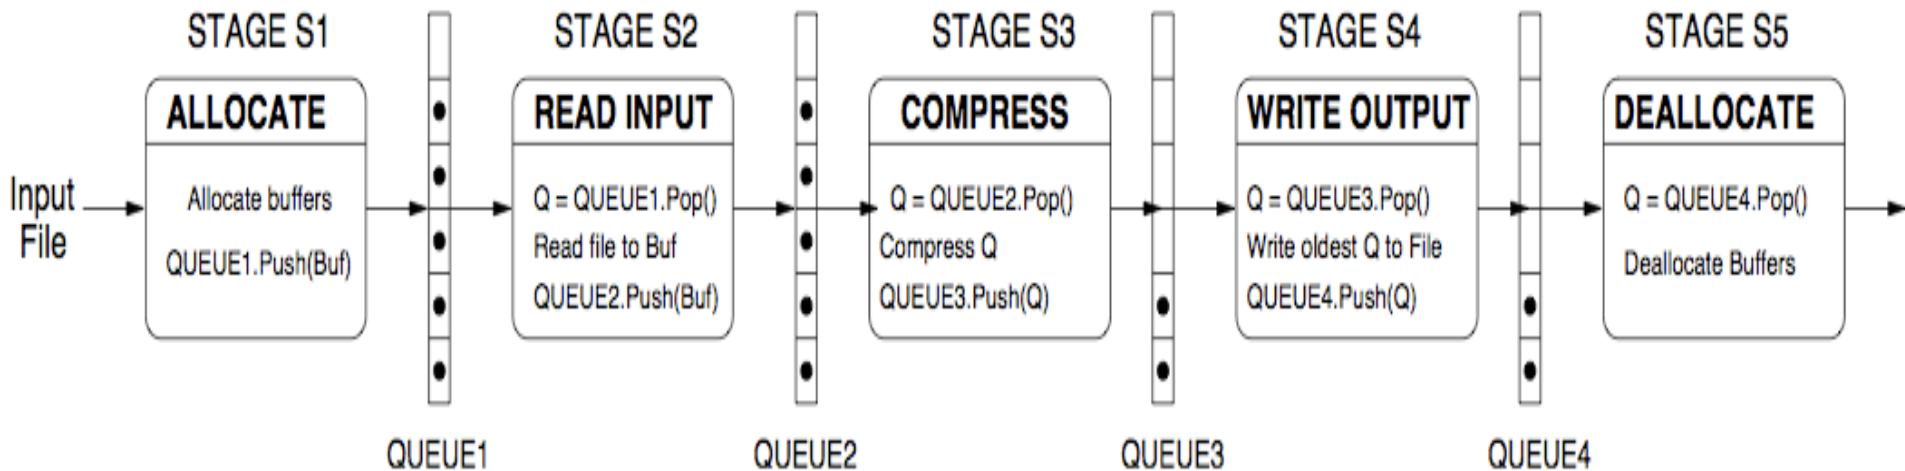 STAGE S1
STAGE S2
STAGE S3
STAGE S4
STAGE S5
Input
File
ALLOCATE
Allocate buffers
QUEUE1.Push(Buf)
READ INPUT
Q = QUEUE1.Pop()
Read file to Buf
QUEUE2.Push(Buf)
COMPRESS
Q = QUEUE2.Pop()
Compress Q
QUEUE3.Push(Q)
WRITE OUTPUT
Q = QUEUE3.Pop()
Write oldest Q to File
QUEUE4.Push(Q)
DEALLOCATE
Q = QUEUE4.Pop()
Deallocate Buffers
QUEUE1
QUEUE2
QUEUE3
QUEUE4